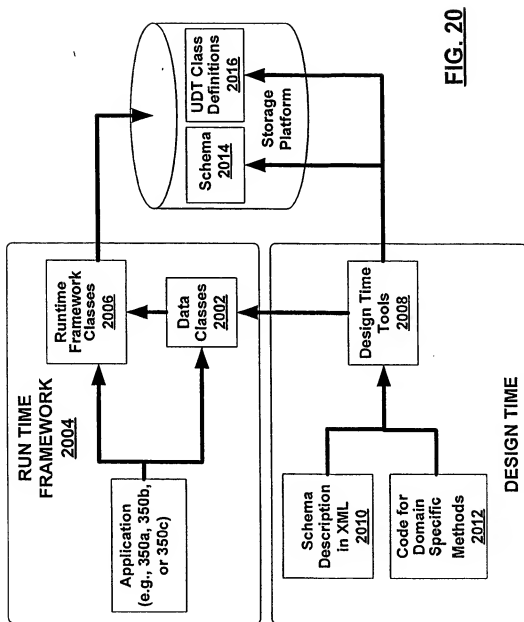 RUN TIME
FRAMEWORK
2004
Application
(e.g., 350a, 350b,
or 350c)
Runtime
Framework
Classes
2006
Data
Classes
2002
Schema
2014
UDT Class
Definitions
2016
Storage
Platform
Schema
Description
in XML
2010
Code for
Domain
Specific
Methods
2012
Design Time
Tools
2008
DESIGN TIME
FIG. 20